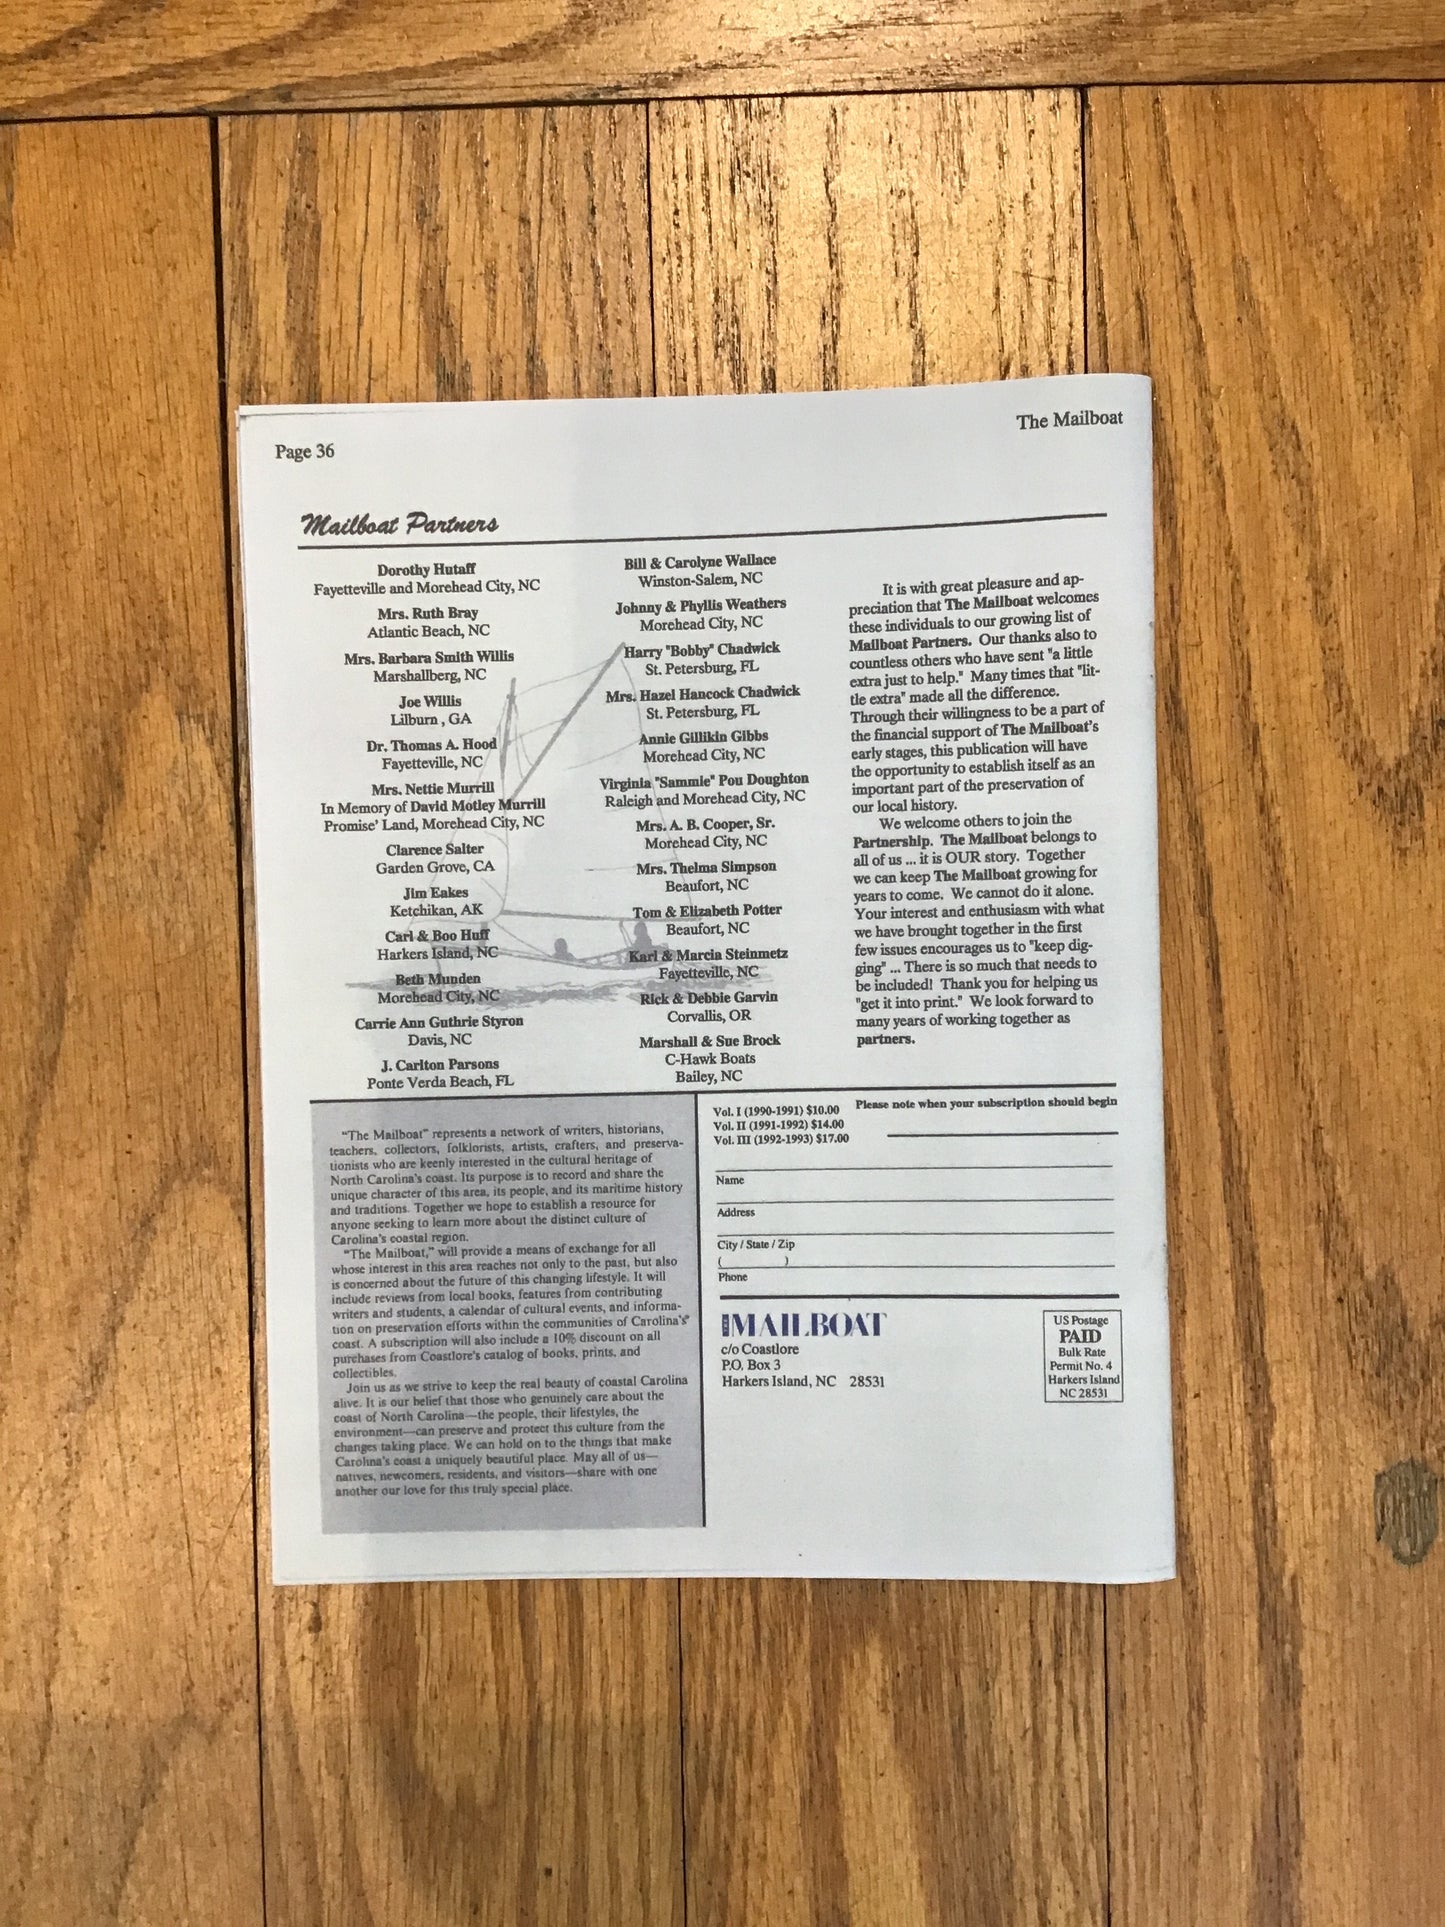 Page 36
The Mailboat
Mailboat Partners
Dorothy Hutaff
Fayetteville and Morehead City, NC
Mrs. Ruth Bray
Atlantic Beach, NC
Mrs. Barbara Smith Willis
Marshallberg, NC
Joe Willis
Lilburn , GA
Dr. Thomas A. Hood
Fayetteville, NC
Mrs. Nettie Murrill
In Memory of David Motley Murrill
Promise' Land, Morehead City, NC
Clarence Salter
Garden Grove, CA
Jim Eakes
Ketchikan, AK
Carl & Boo Huff
Harkers Island, NC
Beth Munden
Morehead City, NC
Carrie Ann Guthrie Styron
Davis, NC
J. Carlton Parsons
Ponte Verda Beach, FL
Bill & Carolyne Wallace
Winston-Salem, NC
Johnny & Phyllis Weathers
Morehead City, NC
Harry "Bobby" Chadwick
St. Petersburg, FL
Mrs. Hazel Hancock Chadwick
St. Petersburg, FL
Annie Gillikin Gibbs
Morehead City, NC
Virginia "Sammie" Pou Doughton
Raleigh and Morehead City, NC
Mrs. A. B. Cooper, Sr.
Morehead City, NC
Mrs. Thelma Simpson
Beaufort, NC
Tom & Elizabeth Potter
Beaufort, NC
Karl & Marcia Steinmetz
Fayetteville, NC
Rick & Debbie Garvin
Corvallis, OR
Marshall & Sue Brock
C-Hawk Boats
Bailey, NC
It is with great pleasure and ap-
preciation that The Mailboat welcomes
these individuals to our growing list of
Mailboat Partners. Our thanks also to
countless others who have sent "a little
extra just to help." Many times that "lit-
tle extra" made all the difference.
Through their willingness to be a part of
the financial support of The Mailboat's
early stages, this publication will have
the opportunity to establish itself as an
important part of the preservation of
our local history.
We welcome others to join the
Partnership. The Mailboat belongs to
all of us ... it is OUR story. Together
we can keep The Mailboat growing for
years to come. We cannot do it alone.
Your interest and enthusiasm with what
we have brought together in the first
few issues encourages us to "keep dig-
ging" ... There is so much that needs to
be included! Thank you for helping us
"get it into print." We look forward to
many years of working together as
partners.
"The Mailboat" represents a network of writers, historians,
teachers, collectors, folklorists, artists, crafters, and preserva-
tionists who are keenly interested in the cultural heritage of
North Carolina's coast. Its purpose is to record and share the
unique character of this area, its people, and its maritime history
and traditions. Together we hope to establish a resource for
anyone seeking to learn more about the distinct culture of
Carolina's coastal region.
"The Mailboat," will provide a means of exchange for all
whose interest in this area reaches not only to the past, but also
is concerned about the future of this changing lifestyle. It will
include reviews from local books, features from contributing
writers and students, a calendar of cultural events, and informa-
tion on preservation efforts within the communities of Carolina's
coast. A subscription will also include a 10% discount on all
purchases from Coastlore's catalog of books, prints, and
collectibles.
Join us as we strive to keep the real beauty of coastal Carolina
alive. It is our belief that those who genuinely care about the
coast of North Carolina—the people, their lifestyles, the
environment—can preserve and protect this culture from the
changes taking place. We can hold on to the things that make
Carolina's coast a uniquely beautiful place. May all of us—
natives, newcomers, residents, and visitors—share with one
another our love for this truly special place.
Vol. I (1990-1991) $10.00
Vol. II (1991-1992) $14.00
Vol. III (1992-1993) $17.00
Please note when your subscription should begin
Name
Address
City / State / Zip
( )
Phone
THE MAILBOAT
c/o Coastlore
P.O. Box 3
Harkers Island, NC 28531
US Postage
PAID
Bulk Rate
Permit No. 4
Harkers Island
NC 28531